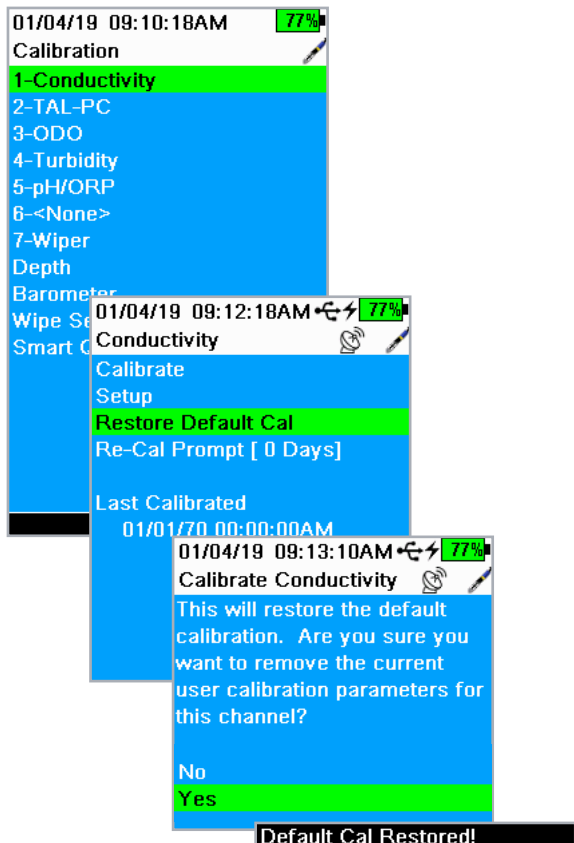 01/04/19 09:10:18AM 77%
Calibration
1-Conductivity
2-TAL-PC
3-ODO
4-Turbidity
5-pH/ORP
6-<None>
7-Wiper
Depth
Barometer
Wipe Se
Smart
01/04/19 09:12:18AM 77%
Conductivity
Calibrate
Setup
Restore Default Cal
Re-Cal Prompt [ 0 Days]
Last Calibrated
01/01/70 00:00:00AM
01/04/19 09:13:10AM 77%
Calibrate Conductivity
This will restore the default
calibration. Are you sure you
want to remove the current
user calibration parameters for
this channel?
No
Yes
Default Cal Restored!